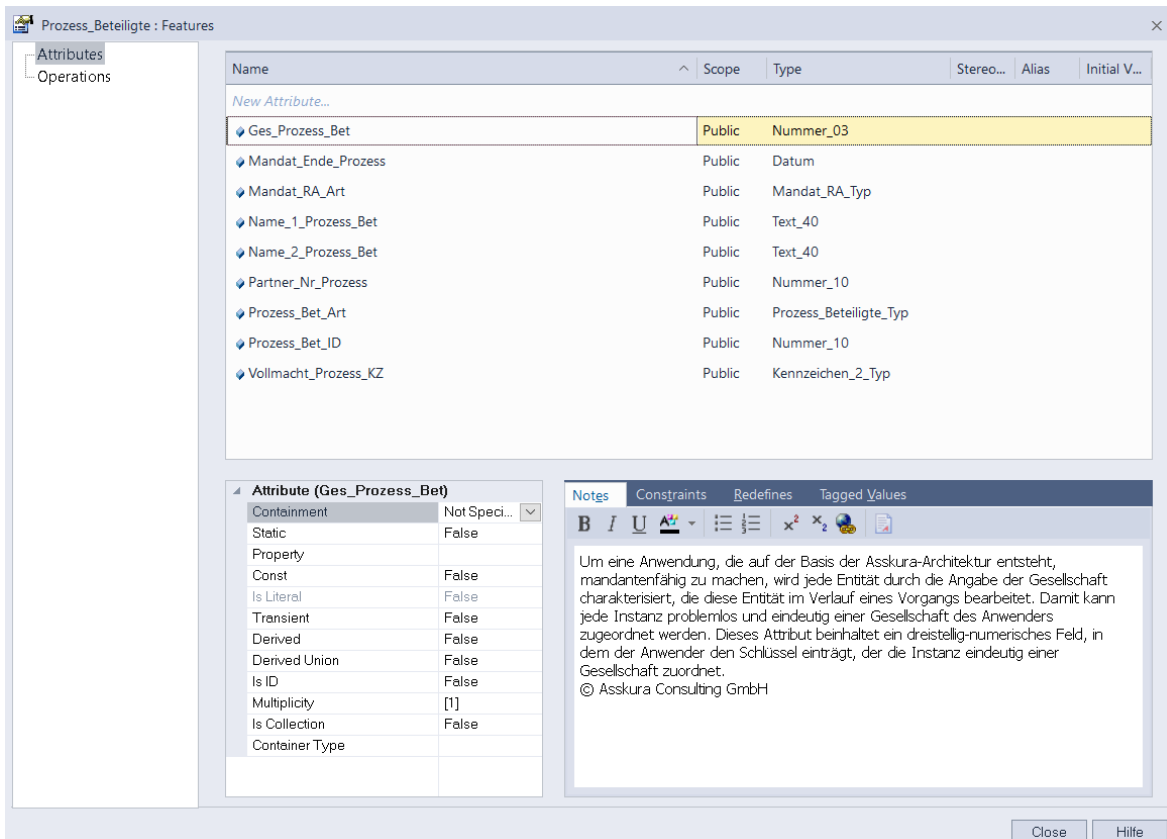 Prozess_Beteiligte : Features
Attributes
Operations
Name Scope Type Stereo... Alias Initial V...
New Attribute...
Ges_Prozess_Bet Public Nummer_03
Mandat_Ende_Prozess Public Datum
Mandat_RA_Art Public Mandat_RA_Typ
Name_1_Prozess_Bet Public Text_40
Name_2_Prozess_Bet Public Text_40
Partner_Nr_Prozess Public Nummer_10
Prozess_Bet_Art Public Prozess_Beteiligte_Typ
Prozess_Bet_ID Public Nummer_10
Vollmacht_Prozess_KZ Public Kennzeichen_2_Typ
Attribute (Ges_Prozess_Bet)
Containment Not Speci...
Static False
Property
Const False
Is Literal False
Transient False
Derived False
Derived Union False
Is ID False
Multiplicity [1]
Is Collection False
Container Type
Notes Constraints Redefines Tagged Values
B I U A x² x₂
Um eine Anwendung, die auf der Basis der Asskura-Architektur entsteht,
mandantenfähig zu machen, wird jede Entität durch die Angabe der Gesellschaft
charakterisiert, die diese Entität im Verlauf eines Vorgangs bearbeitet. Damit kann
jede Instanz problemlos und eindeutig einer Gesellschaft des Anwenders
zugeordnet werden. Dieses Attribut beinhaltet ein dreistellig-numerisches Feld, in
dem der Anwender den Schlüssel einträgt, der die Instanz eindeutig einer
Gesellschaft zuordnet.
© Asskura Consulting GmbH
Close Hilfe